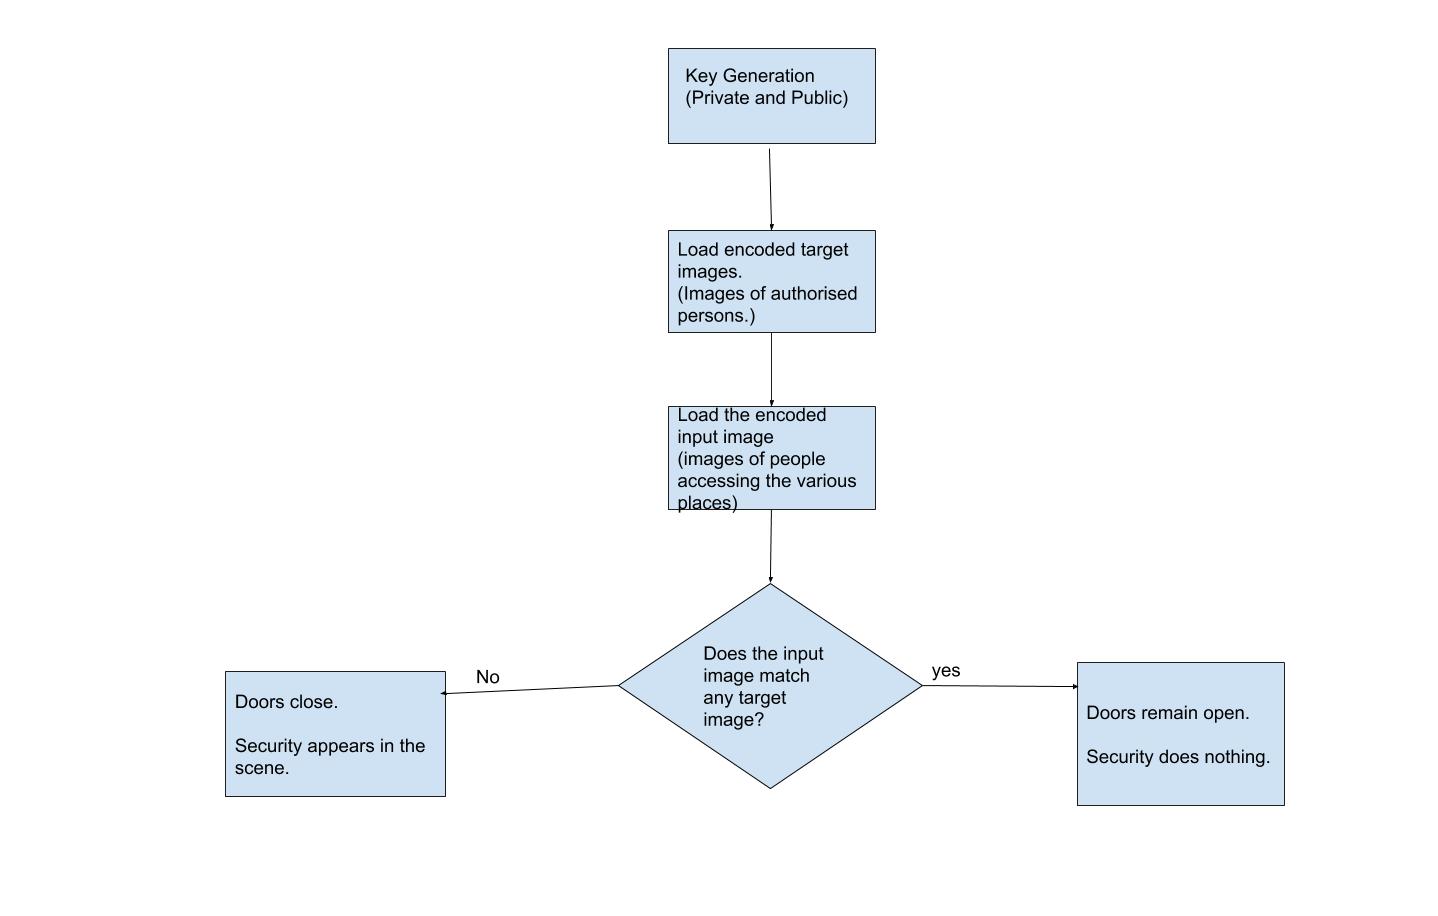 Key Generation
(Private and Public)
Load encoded target
images.
(Images of authorised
persons.)
Load the encoded
input image
(images of people
accessing the various
places)
Does the input
image match
any target
image?
No
yes
Doors close.
Security appears in the
scene.
Doors remain open.
Security does nothing.